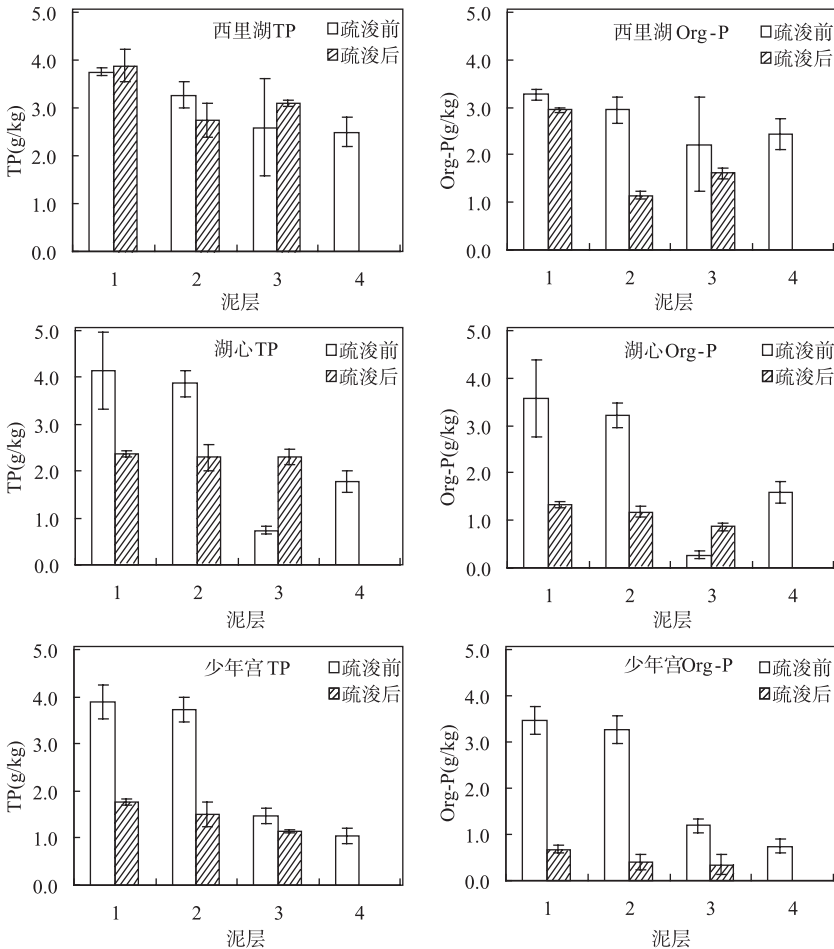 西里湖TP
疏浚前
疏浚后
TP(g/kg)
5.0
4.0
3.0
2.0
1.0
0.0
1 2 3 4
泥层
西里湖Org-P
疏浚前
疏浚后
Org-P(g/kg)
5.0
4.0
3.0
2.0
1.0
0.0
1 2 3 4
泥层
湖心TP
疏浚前
疏浚后
TP(g/kg)
5.0
4.0
3.0
2.0
1.0
0.0
1 2 3 4
泥层
湖心Org-P
疏浚前
疏浚后
Org-P(g/kg)
5.0
4.0
3.0
2.0
1.0
0.0
1 2 3 4
泥层
少年宫TP
疏浚前
疏浚后
TP(g/kg)
5.0
4.0
3.0
2.0
1.0
0.0
1 2 3 4
泥层
少年宫Org-P
疏浚前
疏浚后
Org-P(g/kg)
5.0
4.0
3.0
2.0
1.0
0.0
1 2 3 4
泥层